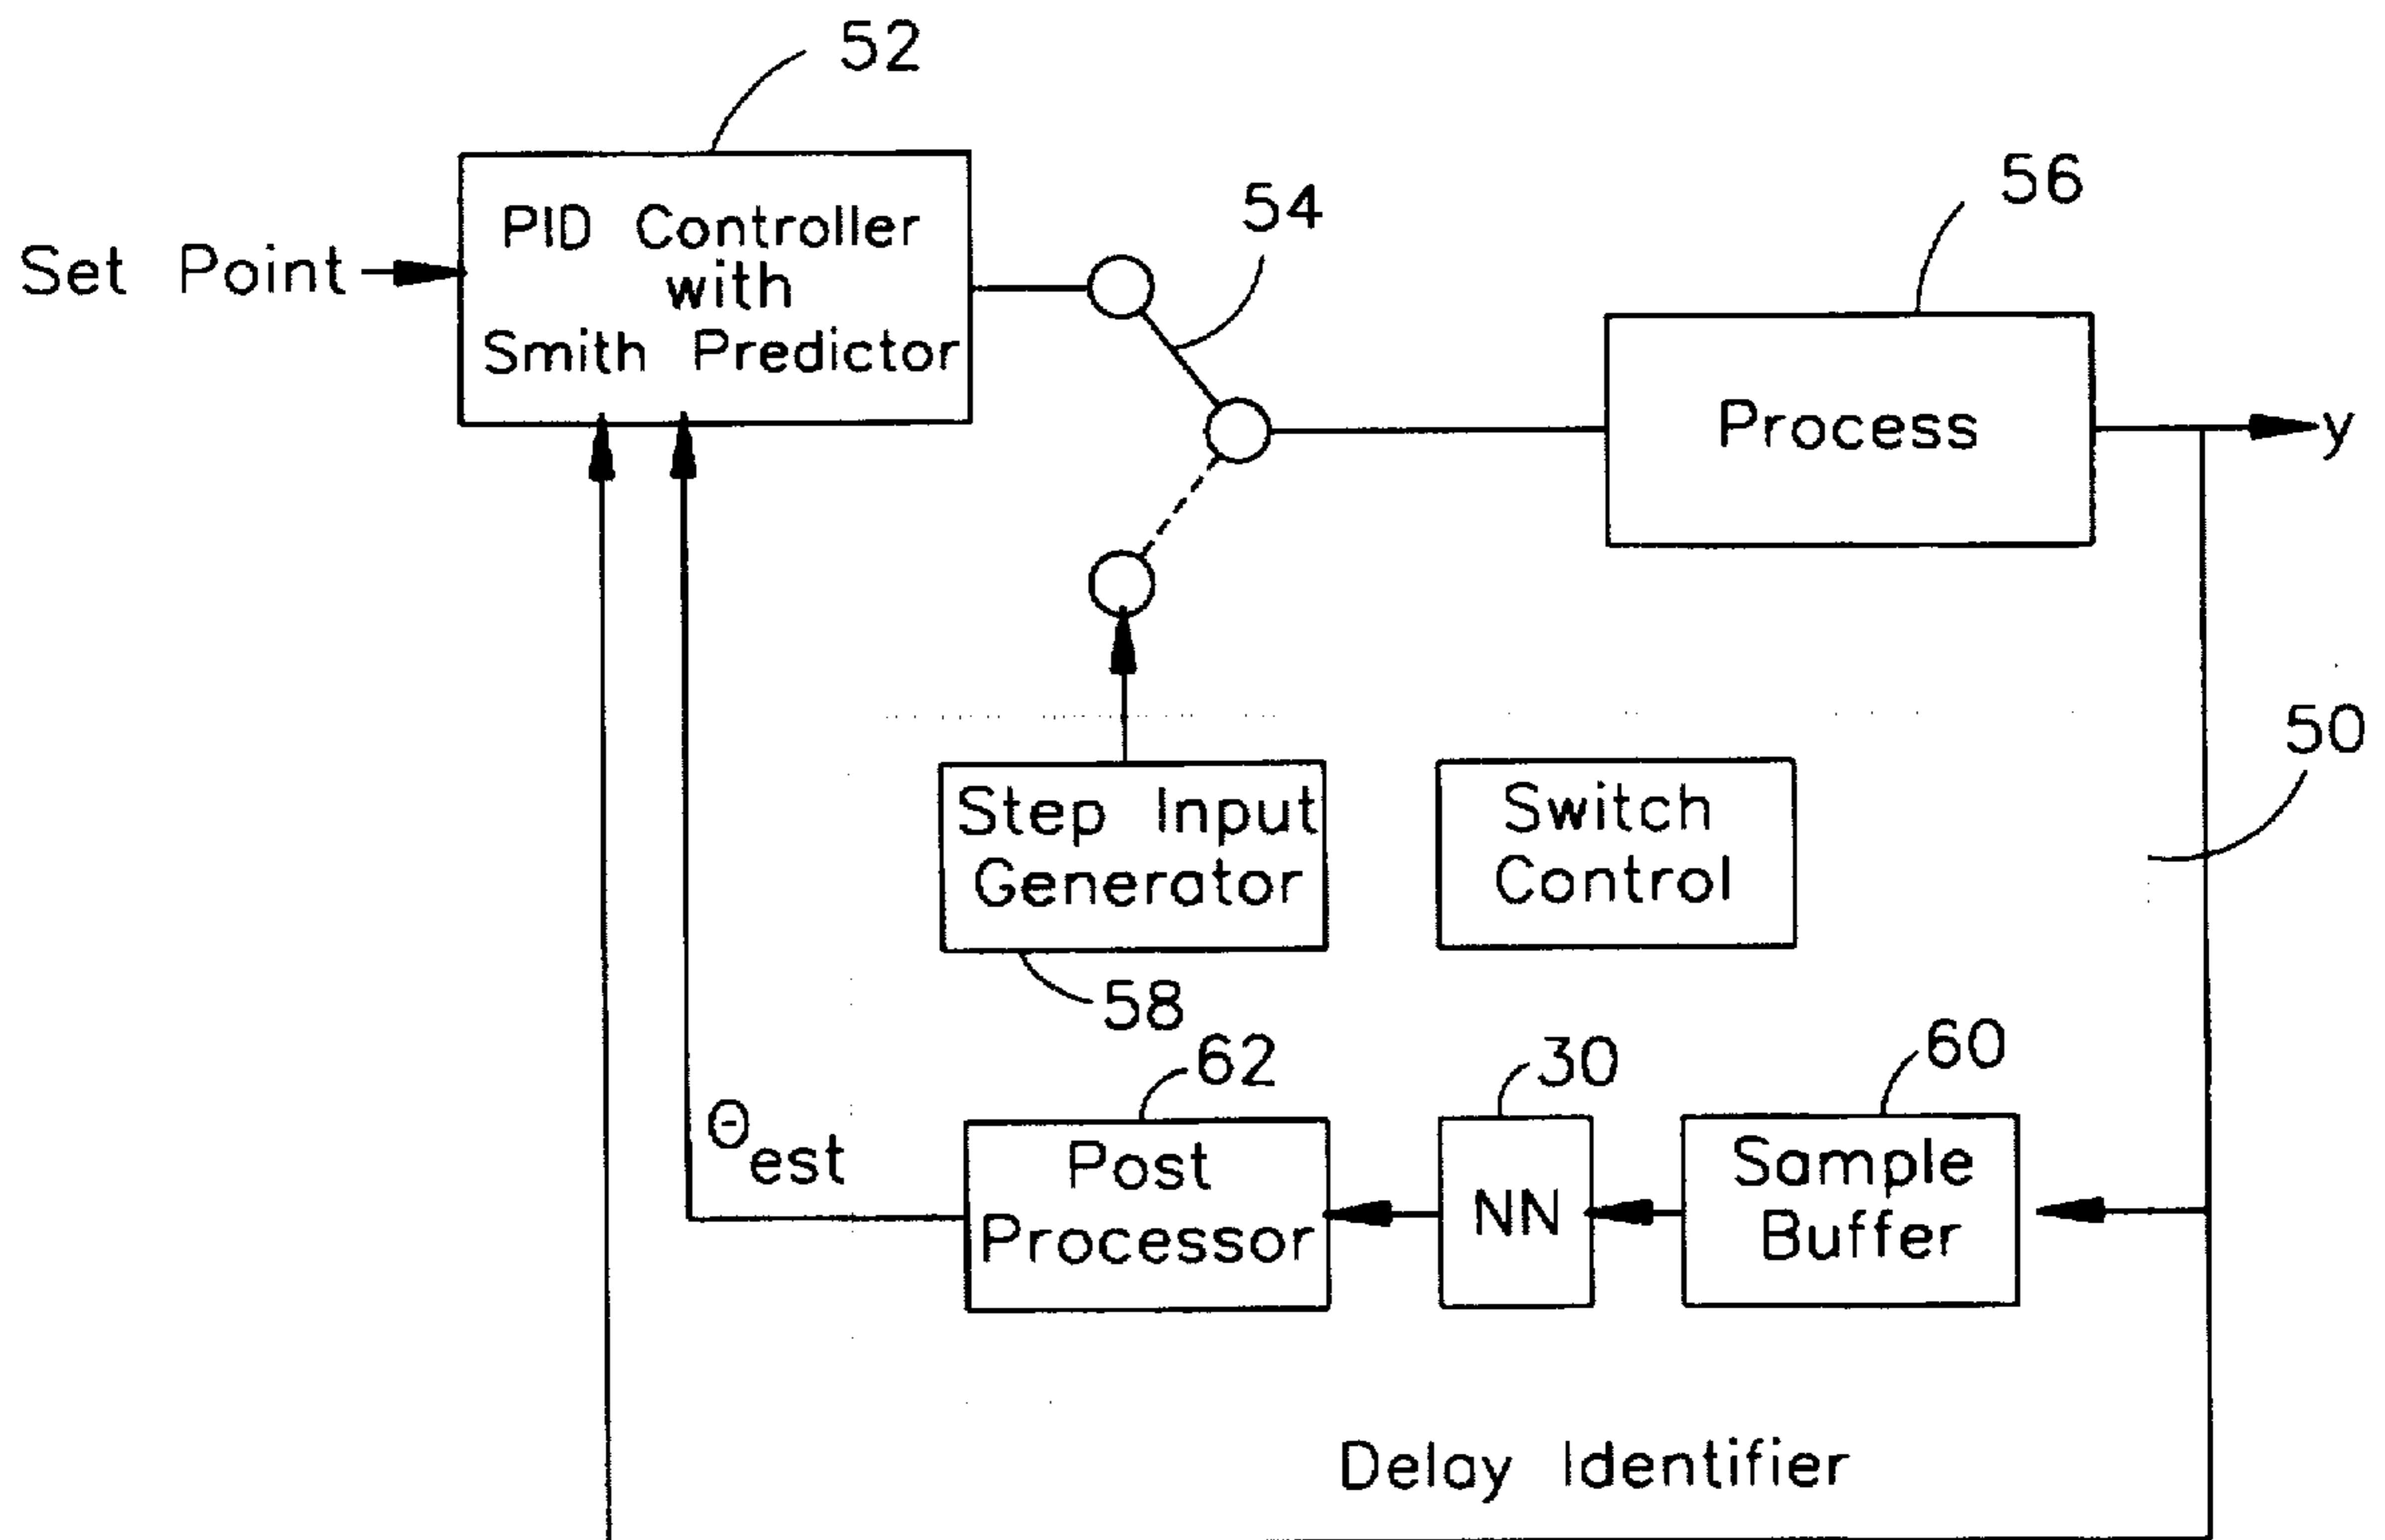 52
PID Controller
with
Smith Predictor
Set Point
54
56
Process
y
50
Step Input
Generator
58
Switch
Control
62
30
60
Θest
Post
Processor
NN
Sample
Buffer
Delay Identifier